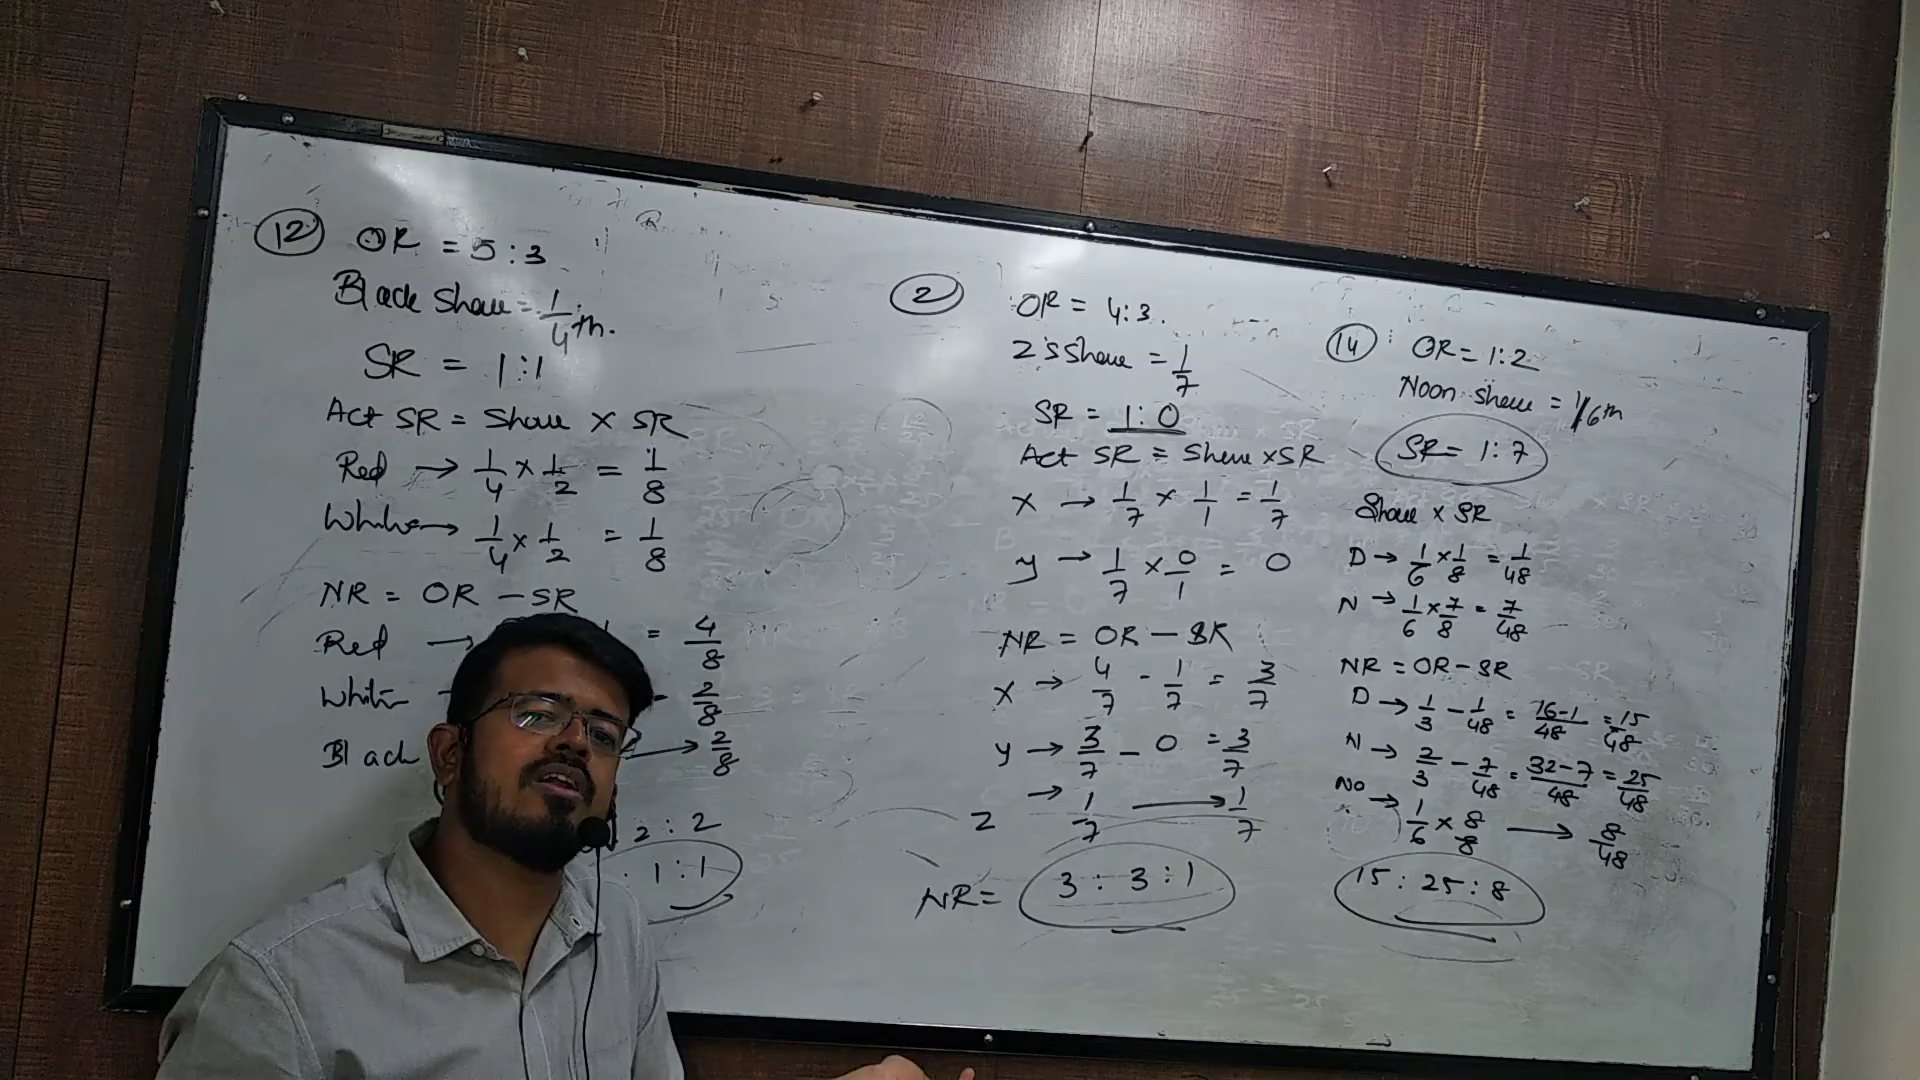 12 OR = 5:3
Black Share = 1/4 th.
SR = 1:1
Act SR = Share × SR
Red → 1/4 × 1/2 = 1/8
White → 1/4 × 1/2 = 1/8
NR = OR - SR
Red → = 4/8
White = 2/8
Black → 2/8
2 : 2
1 : 1
2 OR = 4:3.
Z's Share = 1/7
SR = 1:0
Act SR = Share × SR
X → 1/7 × 1/1 = 1/7
Y → 1/7 × 0/1 = 0
NR = OR - SR
X → 4/7 - 1/7 = 3/7
Y → 3/7 - 0 = 3/7
Z → 1/7 → 1/7
NR = 3 : 3 : 1
14 OR = 1:2
Noon share = 1/6th
SR = 1:7
Share × SR
D → 1/6 × 1/8 = 1/48
N → 1/6 × 7/8 = 7/48
NR = OR - SR
D → 1/3 - 1/48 = 16-1/48 = 15/48
N → 2/3 - 7/48 = 32-7/48 = 25/48
No → 1/6 × 8/8 → 8/48
15 : 25 : 8